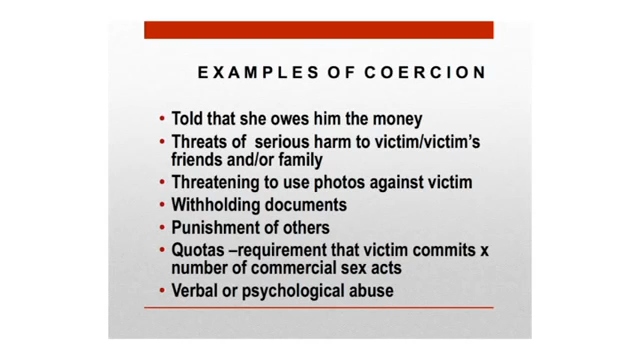 EXAMPLES OF COERCION
• Told that she owes him the money
• Threats of serious harm to victim/victim's
friends and/or family
• Threatening to use photos against victim
• Withholding documents
• Punishment of others
• Quotas –requirement that victim commits x
number of commercial sex acts
• Verbal or psychological abuse